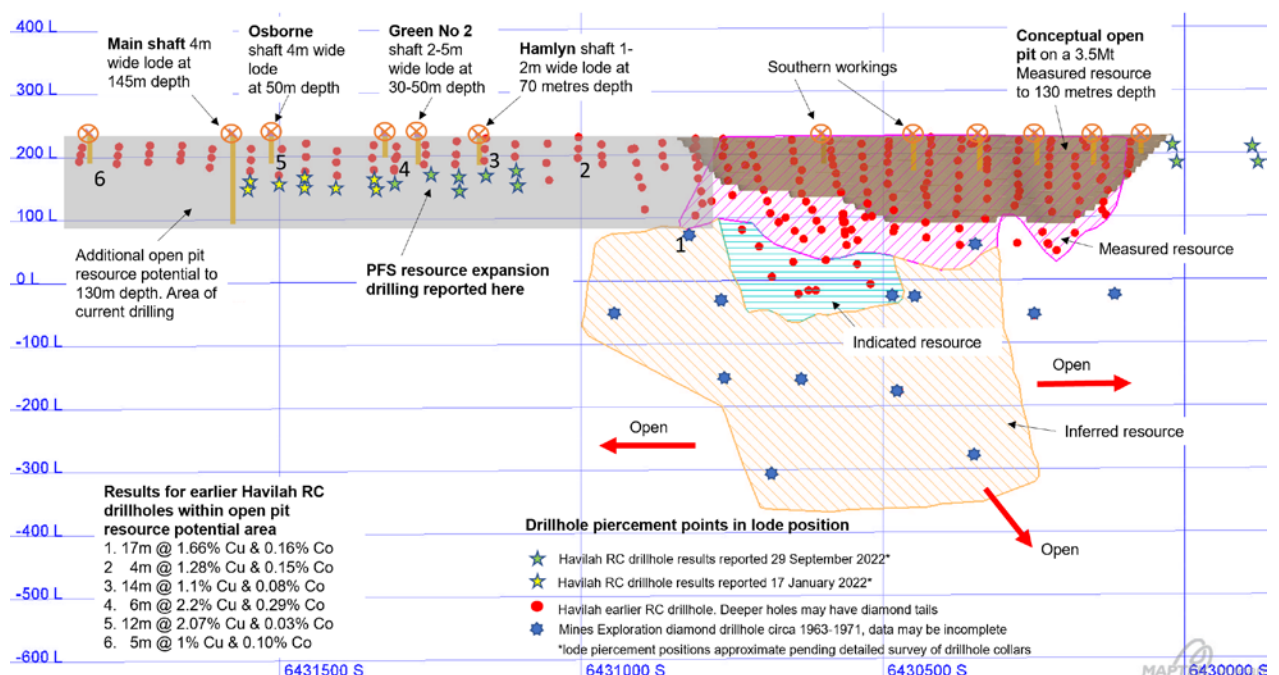 400 L
300 L
200 L
100 L
0 L
-100 L
-200 L
-300 L
-400 L
-500 L
-600 L
Main shaft 4m
wide lode at
145m depth
Osborne
shaft 4m wide
lode
at 50m depth
Green No 2
shaft 2-5m
wide lode at
30-50m depth
Hamlyn shaft 1-
2m wide lode at
70 metres depth
Southern workings
Conceptual open
pit on a 3.5Mt
Measured resource
to 130 metres depth
6
5
4
3
2
1
Additional open pit
resource potential to
130m depth. Area of
current drilling
PFS resource expansion
drilling reported here
Measured resource
Indicated resource
Open
Open
Inferred resource
Open
Results for earlier Havilah RC
drillholes within open pit
resource potential area
1. 17m @ 1.66% Cu & 0.16% Co
2 4m @ 1.28% Cu & 0.15% Co
3. 14m @ 1.1% Cu & 0.08% Co
4. 6m @ 2.2% Cu & 0.29% Co
5. 12m @ 2.07% Cu & 0.03% Co
6. 5m @ 1% Cu & 0.10% Co
Drillhole piercement points in lode position
Havilah RC drillhole results reported 29 September 2022*
Havilah RC drillhole results reported 17 January 2022*
Havilah earlier RC drillhole. Deeper holes may have diamond tails
Mines Exploration diamond drillhole circa 1963-1971, data may be incomplete
*lode piercement positions approximate pending detailed survey of drillhole collars
6431500 S
6431000 S
6430500 S
6430000 S